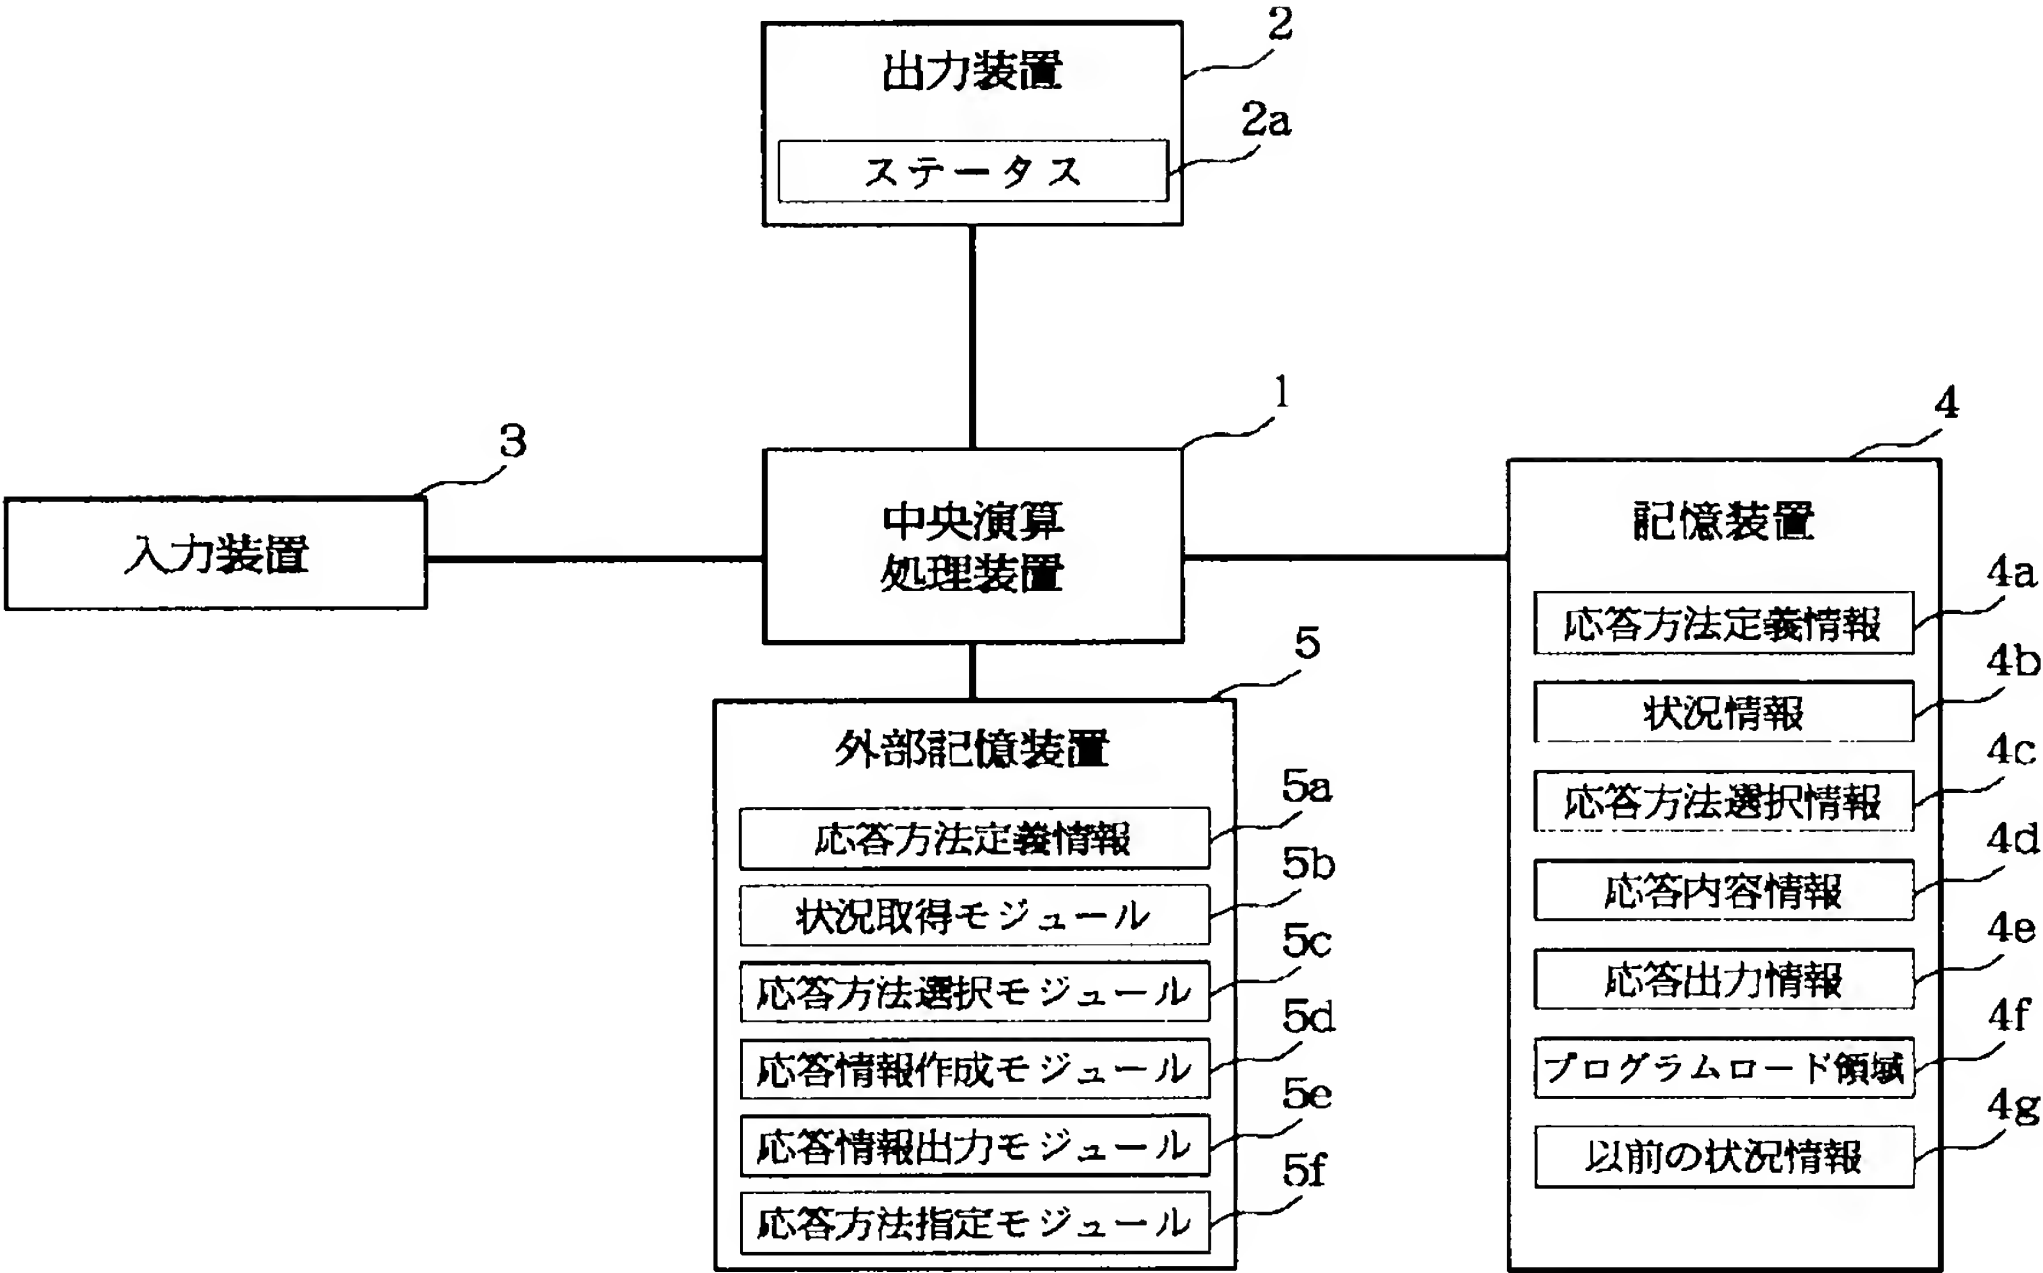 2
出力装置
2a
ステータス
1
中央演算
処理装置
3
入力装置
4
記憶装置
4a
応答方法定義情報
4b
状況情報
4c
応答方法選択情報
4d
応答内容情報
4e
応答出力情報
4f
プログラムロード領域
4g
以前の状況情報
5
外部記憶装置
5a
応答方法定義情報
5b
状況取得モジュール
5c
応答方法選択モジュール
5d
応答情報作成モジュール
5e
応答情報出力モジュール
5f
応答方法指定モジュール